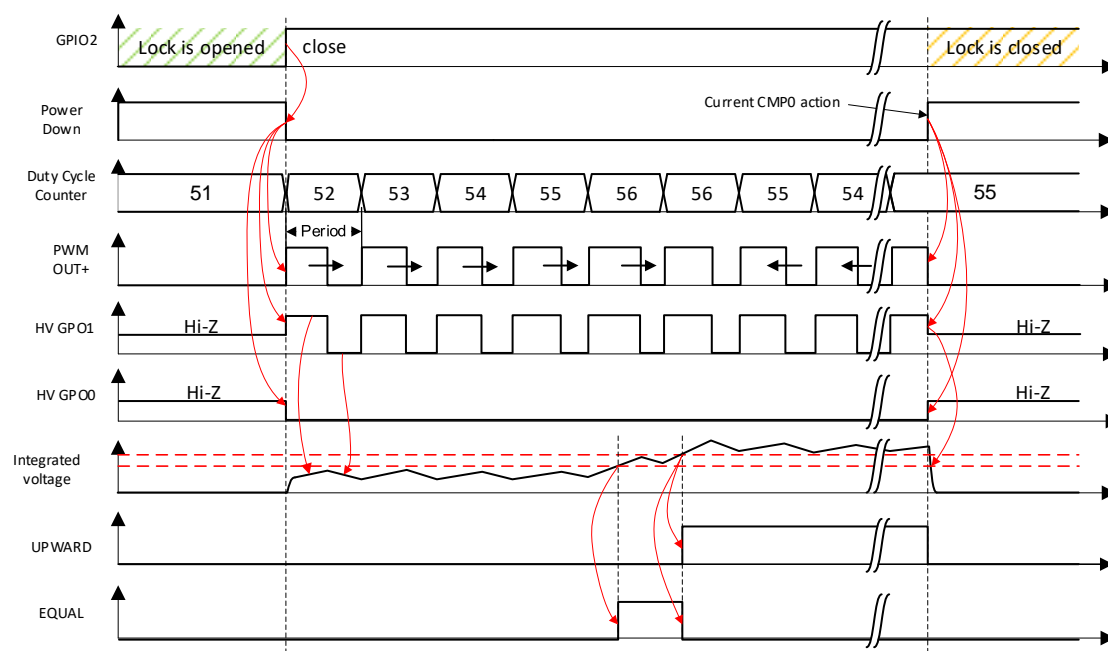 GPIO2
Lock is opened
close
Lock is closed
Power
Down
Current CMP0 action
Duty Cycle
Counter
51
52
53
54
55
56
56
55
54
55
Period
PWM
OUT+
HV GPO1
Hi-Z
Hi-Z
HV GPO0
Hi-Z
Hi-Z
Integrated
voltage
UPWARD
EQUAL